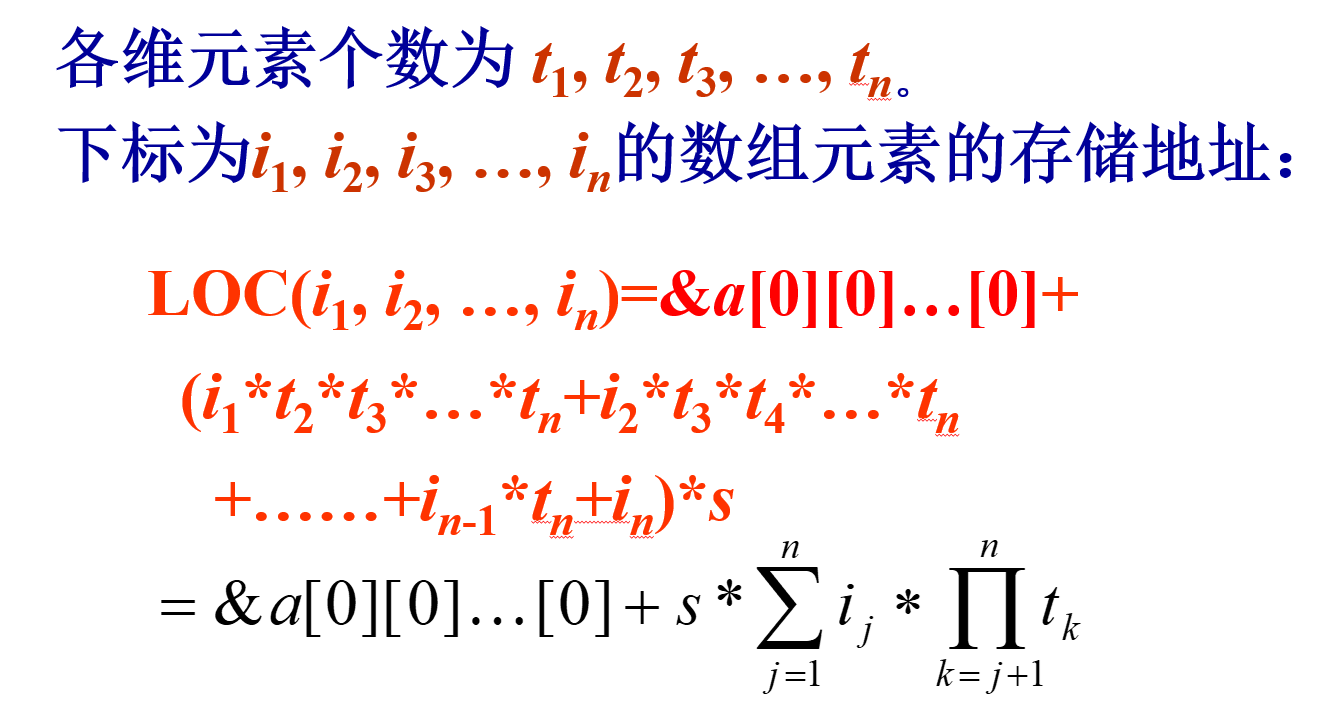 各维元素个数为 t1, t2, t3, …, tn。
下标为i1, i2, i3, …, in的数组元素的存储地址：
LOC(i1, i2, …, in)=&a[0][0]…[0]+
(i1*t2*t3*…*tn+i2*t3*t4*…*tn
+……+in-1*tn+in)*s
= &a[0][0]…[0] + s * ∑_{j=1}^{n} i_j * ∏_{k=j+1}^{n} t_k